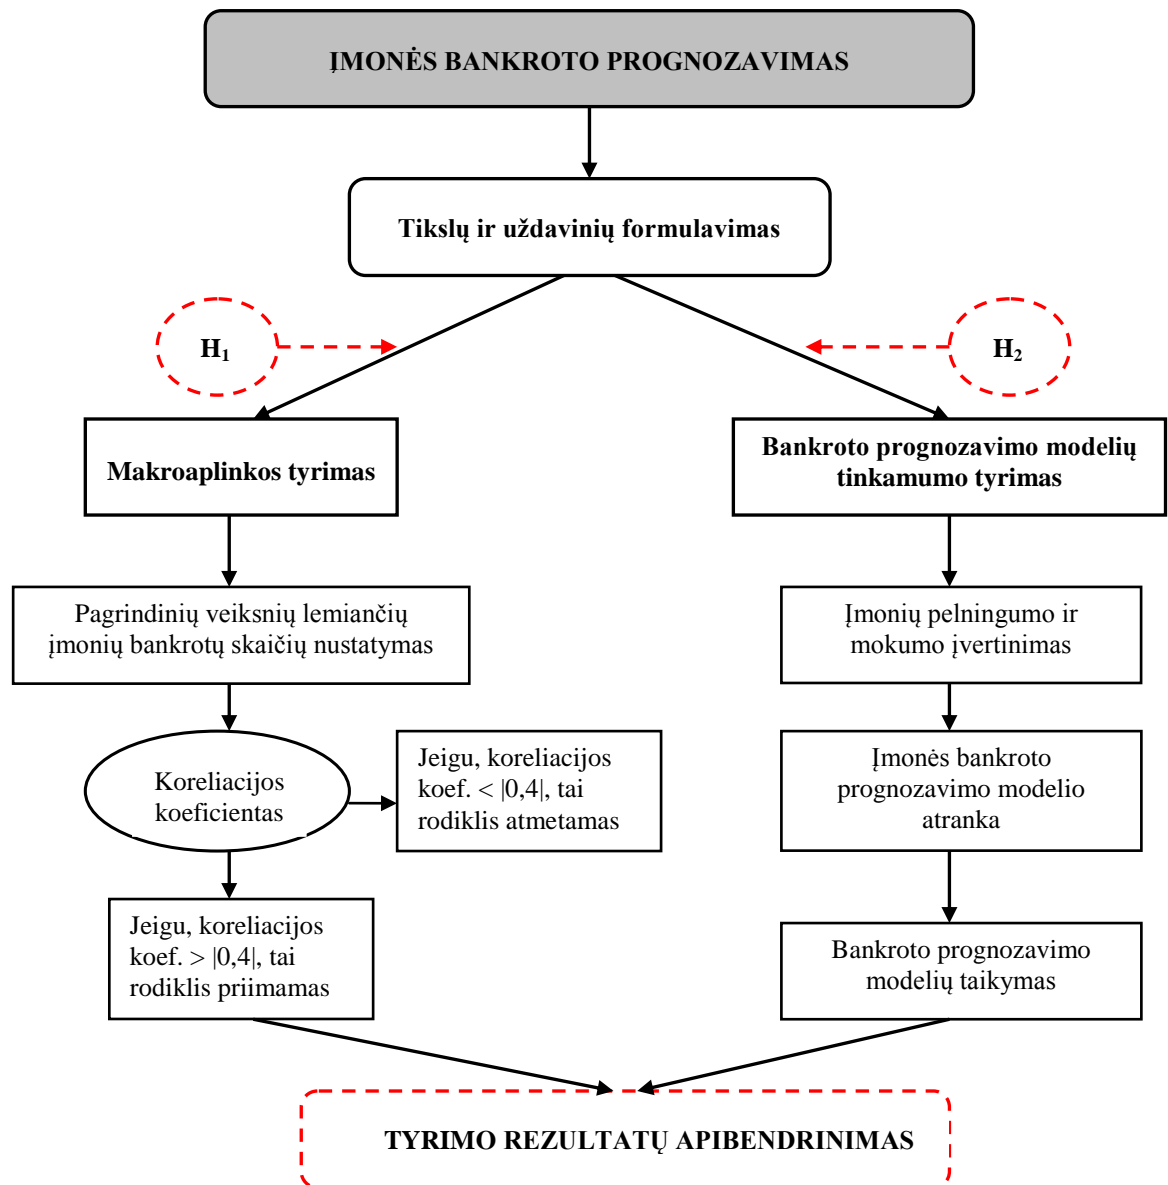 ĮMONĖS BANKROTO PROGNOZAVIMAS
Tikslų ir uždavinių formulavimas
H₁
H₂
Makroaplinkos tyrimas
Bankroto prognozavimo modelių
tinkamumo tyrimas
Pagrindinių veiksnių lemiančių
įmonių bankrotų skaičių nustatymas
Įmonių pelningumo ir
mokumo įvertinimas
Koreliacijos
koeficientas
Jeigu, koreliacijos
koef. < |0,4|, tai
rodiklis atmetamas
Įmonės bankroto
prognozavimo modelio
atranka
Jeigu, koreliacijos
koef. > |0,4|, tai
rodiklis priimamas
Bankroto prognozavimo
modelių taikymas
TYRIMO REZULTATŲ APIBENDRINIMAS